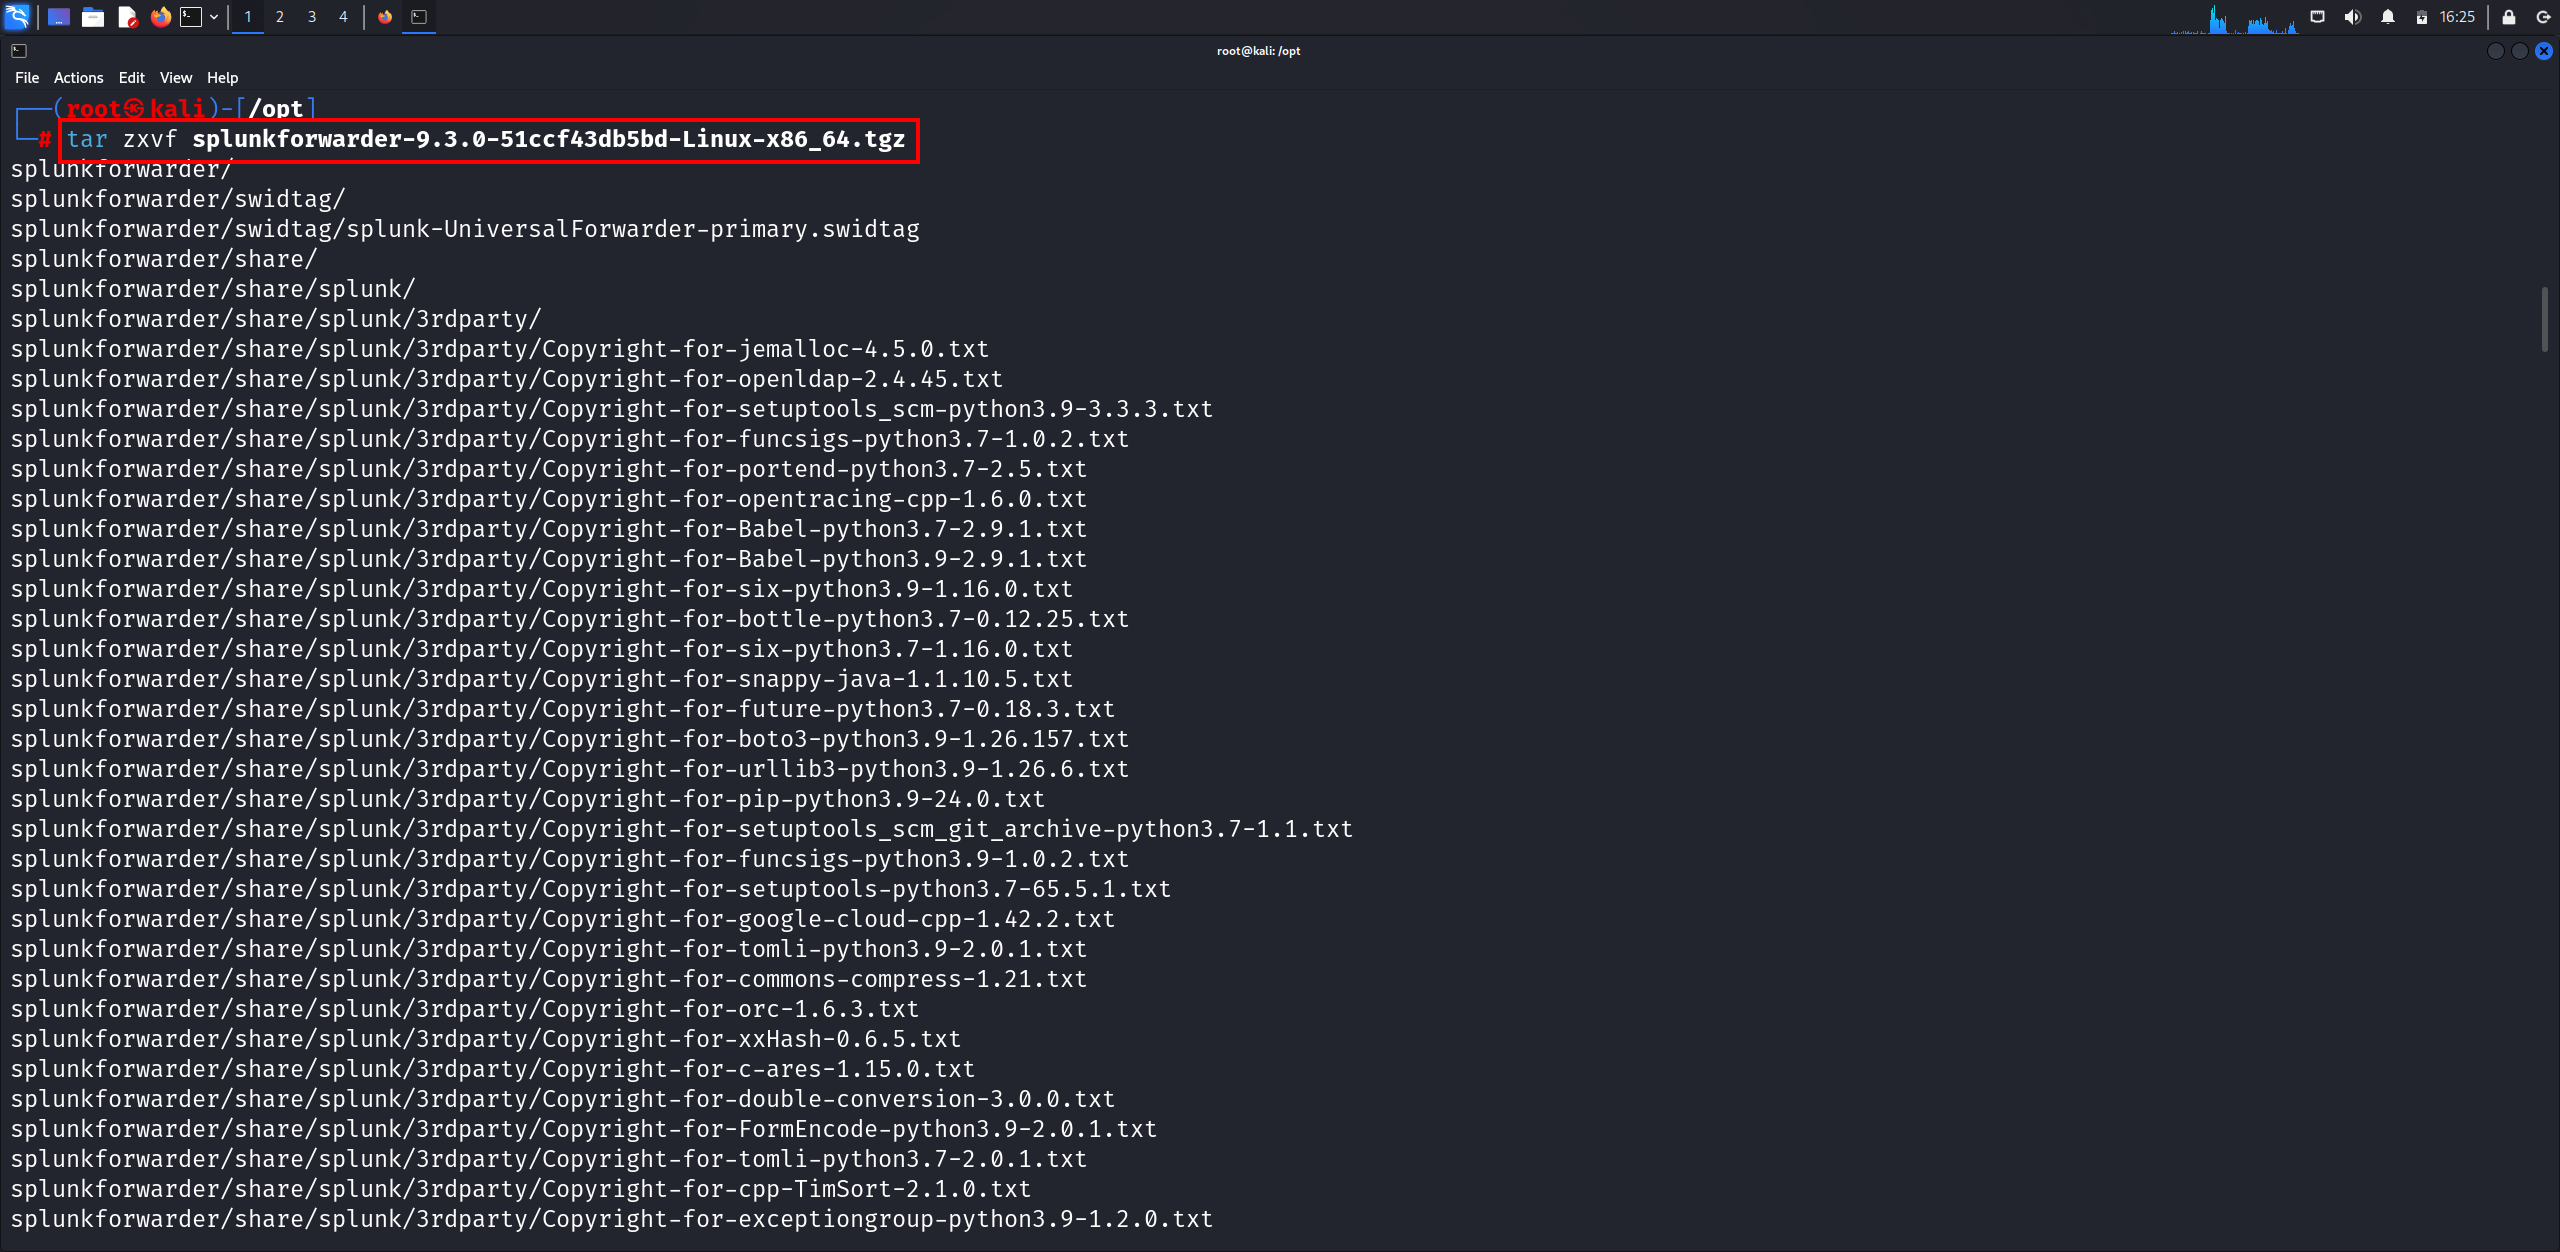 1 2 3 4 16:25
root@kali: /opt
File Actions Edit View Help
┌──(root㉿kali)-[/opt]
└─# tar zxvf splunkforwarder-9.3.0-51ccf43db5bd-Linux-x86_64.tgz
splunkforwarder/
splunkforwarder/swidtag/
splunkforwarder/swidtag/splunk-UniversalForwarder-primary.swidtag
splunkforwarder/share/
splunkforwarder/share/splunk/
splunkforwarder/share/splunk/3rdparty/
splunkforwarder/share/splunk/3rdparty/Copyright-for-jemalloc-4.5.0.txt
splunkforwarder/share/splunk/3rdparty/Copyright-for-openldap-2.4.45.txt
splunkforwarder/share/splunk/3rdparty/Copyright-for-setuptools_scm-python3.9-3.3.3.txt
splunkforwarder/share/splunk/3rdparty/Copyright-for-funcsigs-python3.7-1.0.2.txt
splunkforwarder/share/splunk/3rdparty/Copyright-for-portend-python3.7-2.5.txt
splunkforwarder/share/splunk/3rdparty/Copyright-for-opentracing-cpp-1.6.0.txt
splunkforwarder/share/splunk/3rdparty/Copyright-for-Babel-python3.7-2.9.1.txt
splunkforwarder/share/splunk/3rdparty/Copyright-for-Babel-python3.9-2.9.1.txt
splunkforwarder/share/splunk/3rdparty/Copyright-for-six-python3.9-1.16.0.txt
splunkforwarder/share/splunk/3rdparty/Copyright-for-bottle-python3.7-0.12.25.txt
splunkforwarder/share/splunk/3rdparty/Copyright-for-six-python3.7-1.16.0.txt
splunkforwarder/share/splunk/3rdparty/Copyright-for-snappy-java-1.1.10.5.txt
splunkforwarder/share/splunk/3rdparty/Copyright-for-future-python3.7-0.18.3.txt
splunkforwarder/share/splunk/3rdparty/Copyright-for-boto3-python3.9-1.26.157.txt
splunkforwarder/share/splunk/3rdparty/Copyright-for-urllib3-python3.9-1.26.6.txt
splunkforwarder/share/splunk/3rdparty/Copyright-for-pip-python3.9-24.0.txt
splunkforwarder/share/splunk/3rdparty/Copyright-for-setuptools_scm_git_archive-python3.7-1.1.txt
splunkforwarder/share/splunk/3rdparty/Copyright-for-funcsigs-python3.9-1.0.2.txt
splunkforwarder/share/splunk/3rdparty/Copyright-for-setuptools-python3.7-65.5.1.txt
splunkforwarder/share/splunk/3rdparty/Copyright-for-google-cloud-cpp-1.42.2.txt
splunkforwarder/share/splunk/3rdparty/Copyright-for-tomli-python3.9-2.0.1.txt
splunkforwarder/share/splunk/3rdparty/Copyright-for-commons-compress-1.21.txt
splunkforwarder/share/splunk/3rdparty/Copyright-for-orc-1.6.3.txt
splunkforwarder/share/splunk/3rdparty/Copyright-for-xxHash-0.6.5.txt
splunkforwarder/share/splunk/3rdparty/Copyright-for-c-ares-1.15.0.txt
splunkforwarder/share/splunk/3rdparty/Copyright-for-double-conversion-3.0.0.txt
splunkforwarder/share/splunk/3rdparty/Copyright-for-FormEncode-python3.9-2.0.1.txt
splunkforwarder/share/splunk/3rdparty/Copyright-for-tomli-python3.7-2.0.1.txt
splunkforwarder/share/splunk/3rdparty/Copyright-for-cpp-TimSort-2.1.0.txt
splunkforwarder/share/splunk/3rdparty/Copyright-for-exceptiongroup-python3.9-1.2.0.txt